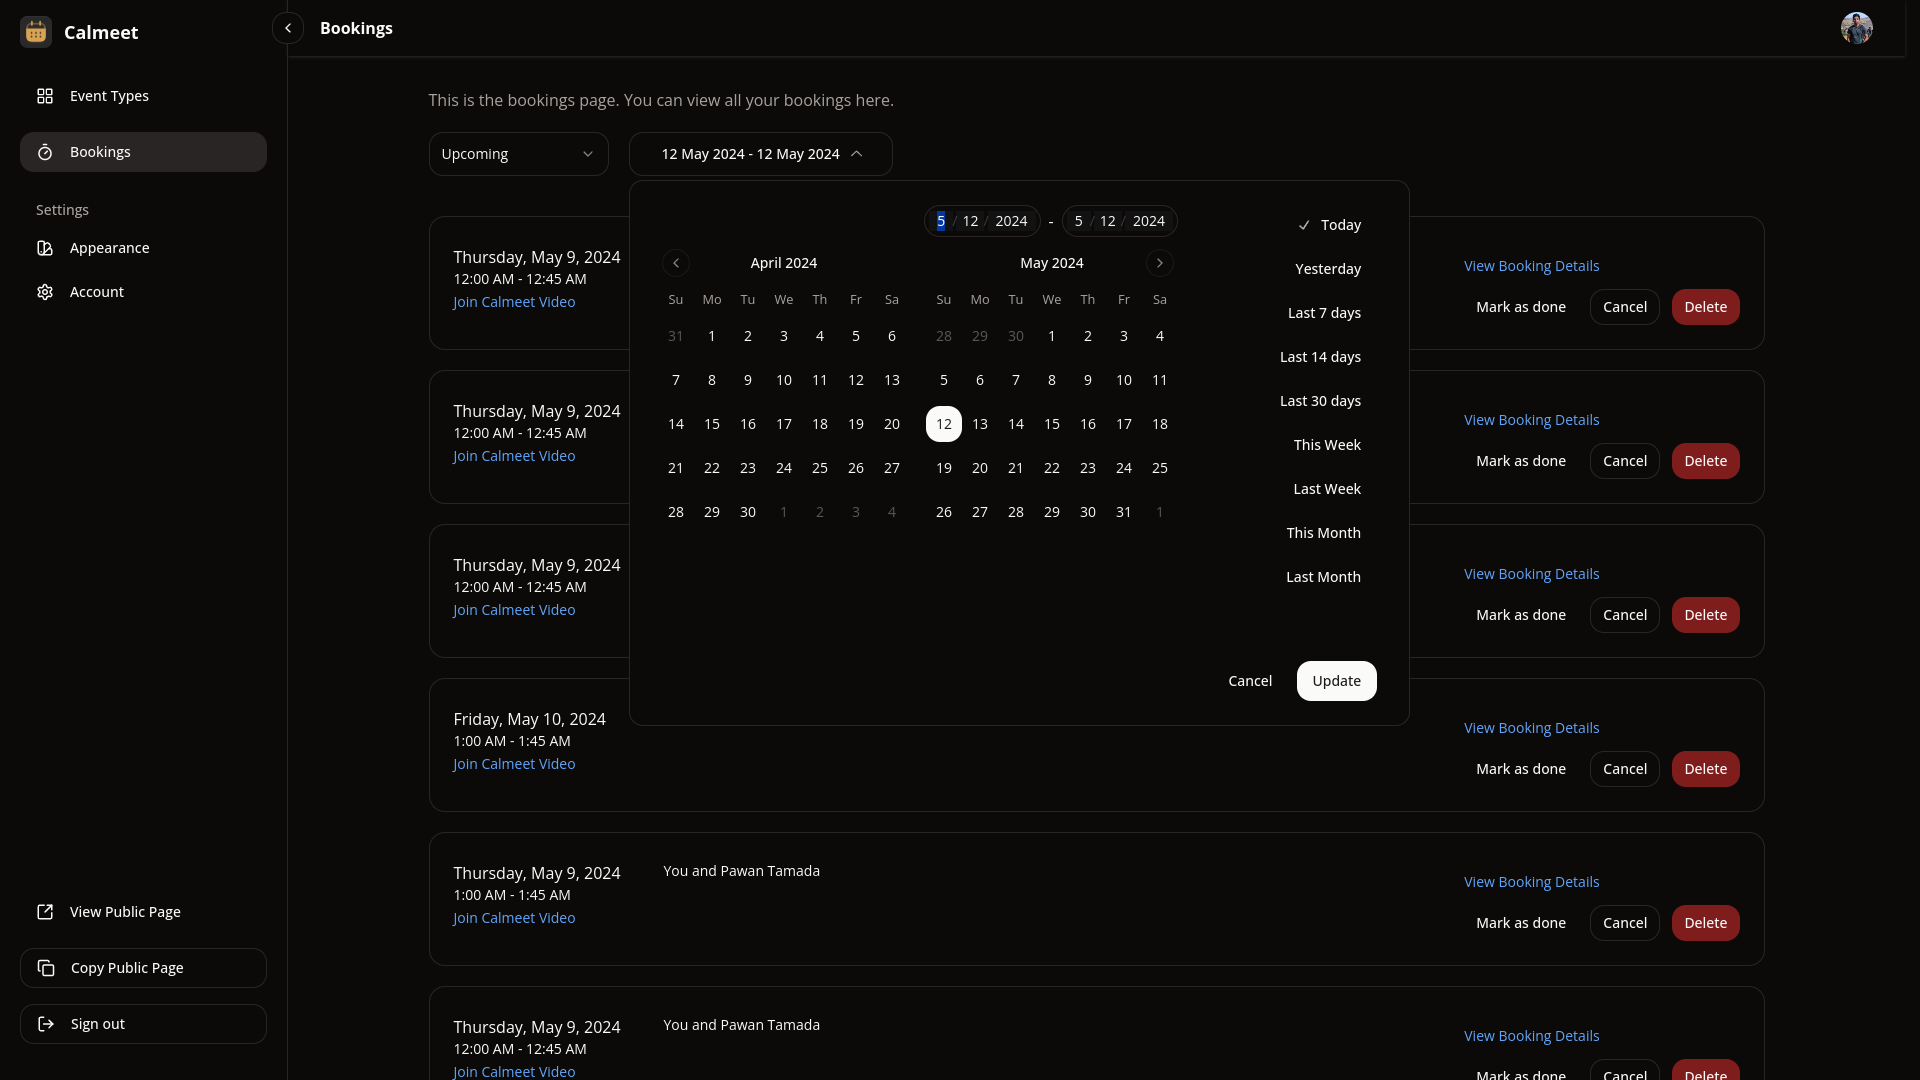 Calmeet
Event Types
Bookings
Settings
Appearance
Account
View Public Page
Copy Public Page
Sign out
Bookings
This is the bookings page. You can view all your bookings here.
Upcoming
12 May 2024 - 12 May 2024
5 / 12 / 2024 - 5 / 12 / 2024
April 2024
Su Mo Tu We Th Fr Sa
31 1 2 3 4 5 6
7 8 9 10 11 12 13
14 15 16 17 18 19 20
21 22 23 24 25 26 27
28 29 30 1 2 3 4
May 2024
Su Mo Tu We Th Fr Sa
28 29 30 1 2 3 4
5 6 7 8 9 10 11
12 13 14 15 16 17 18
19 20 21 22 23 24 25
26 27 28 29 30 31 1
Today
Yesterday
Last 7 days
Last 14 days
Last 30 days
This Week
Last Week
This Month
Last Month
Cancel Update
Thursday, May 9, 2024
12:00 AM - 12:45 AM
Join Calmeet Video
View Booking Details
Mark as done Cancel Delete
Thursday, May 9, 2024
12:00 AM - 12:45 AM
Join Calmeet Video
View Booking Details
Mark as done Cancel Delete
Thursday, May 9, 2024
12:00 AM - 12:45 AM
Join Calmeet Video
View Booking Details
Mark as done Cancel Delete
Friday, May 10, 2024
1:00 AM - 1:45 AM
Join Calmeet Video
View Booking Details
Mark as done Cancel Delete
Thursday, May 9, 2024
1:00 AM - 1:45 AM
Join Calmeet Video
You and Pawan Tamada
View Booking Details
Mark as done Cancel Delete
Thursday, May 9, 2024
12:00 AM - 12:45 AM
Join Calmeet Video
You and Pawan Tamada
View Booking Details
Mark as done Cancel Delete